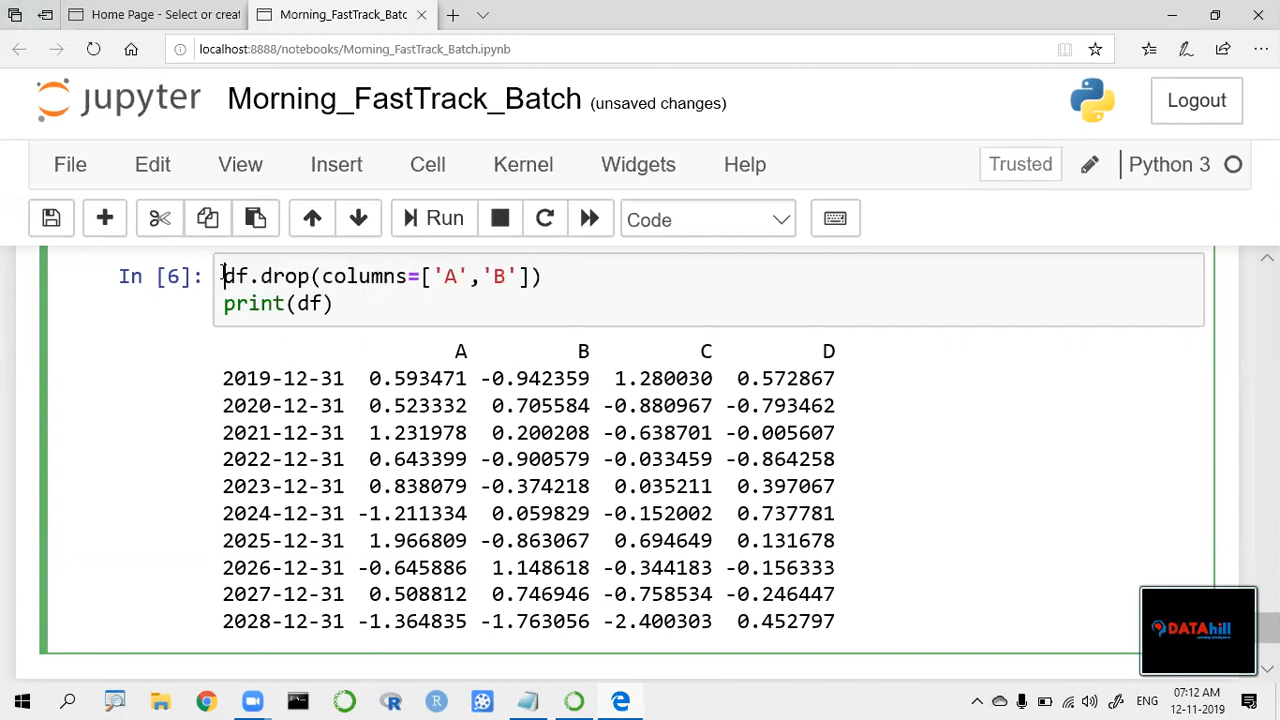 Home Page - Select or creat
Morning_FastTrack_Batc
localhost:8888/notebooks/Morning_FastTrack_Batch.ipynb
jupyter Morning_FastTrack_Batch (unsaved changes)
Logout
File Edit View Insert Cell Kernel Widgets Help
Trusted
Python 3
Run
Code
In [6]: df.drop(columns=['A','B'])
print(df)
A B C D
2019-12-31 0.593471 -0.942359 1.280030 0.572867
2020-12-31 0.523332 0.705584 -0.880967 -0.793462
2021-12-31 1.231978 0.200208 -0.638701 -0.005607
2022-12-31 0.643399 -0.900579 -0.033459 -0.864258
2023-12-31 0.838079 -0.374218 0.035211 0.397067
2024-12-31 -1.211334 0.059829 -0.152002 0.737781
2025-12-31 1.966809 -0.863067 0.694649 0.131678
2026-12-31 -0.645886 1.148618 -0.344183 -0.156333
2027-12-31 0.508812 0.746946 -0.758534 -0.246447
2028-12-31 -1.364835 -1.763056 -2.400303 0.452797
DATAhill
ENG
07:12 AM
12-11-2019